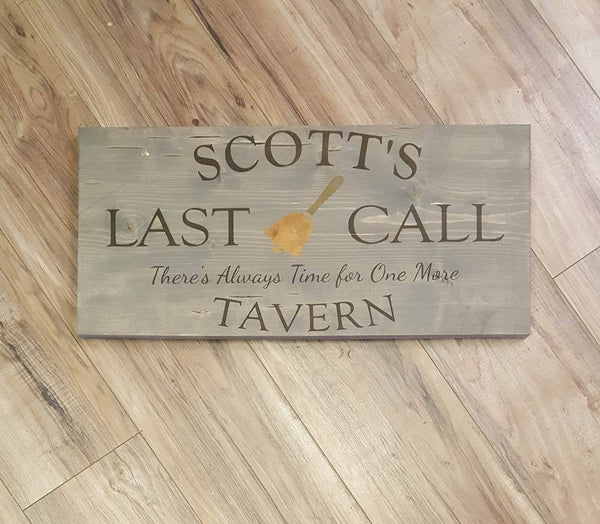 SCOTT'S
LAST CALL
There's Always Time for One More
TAVERN